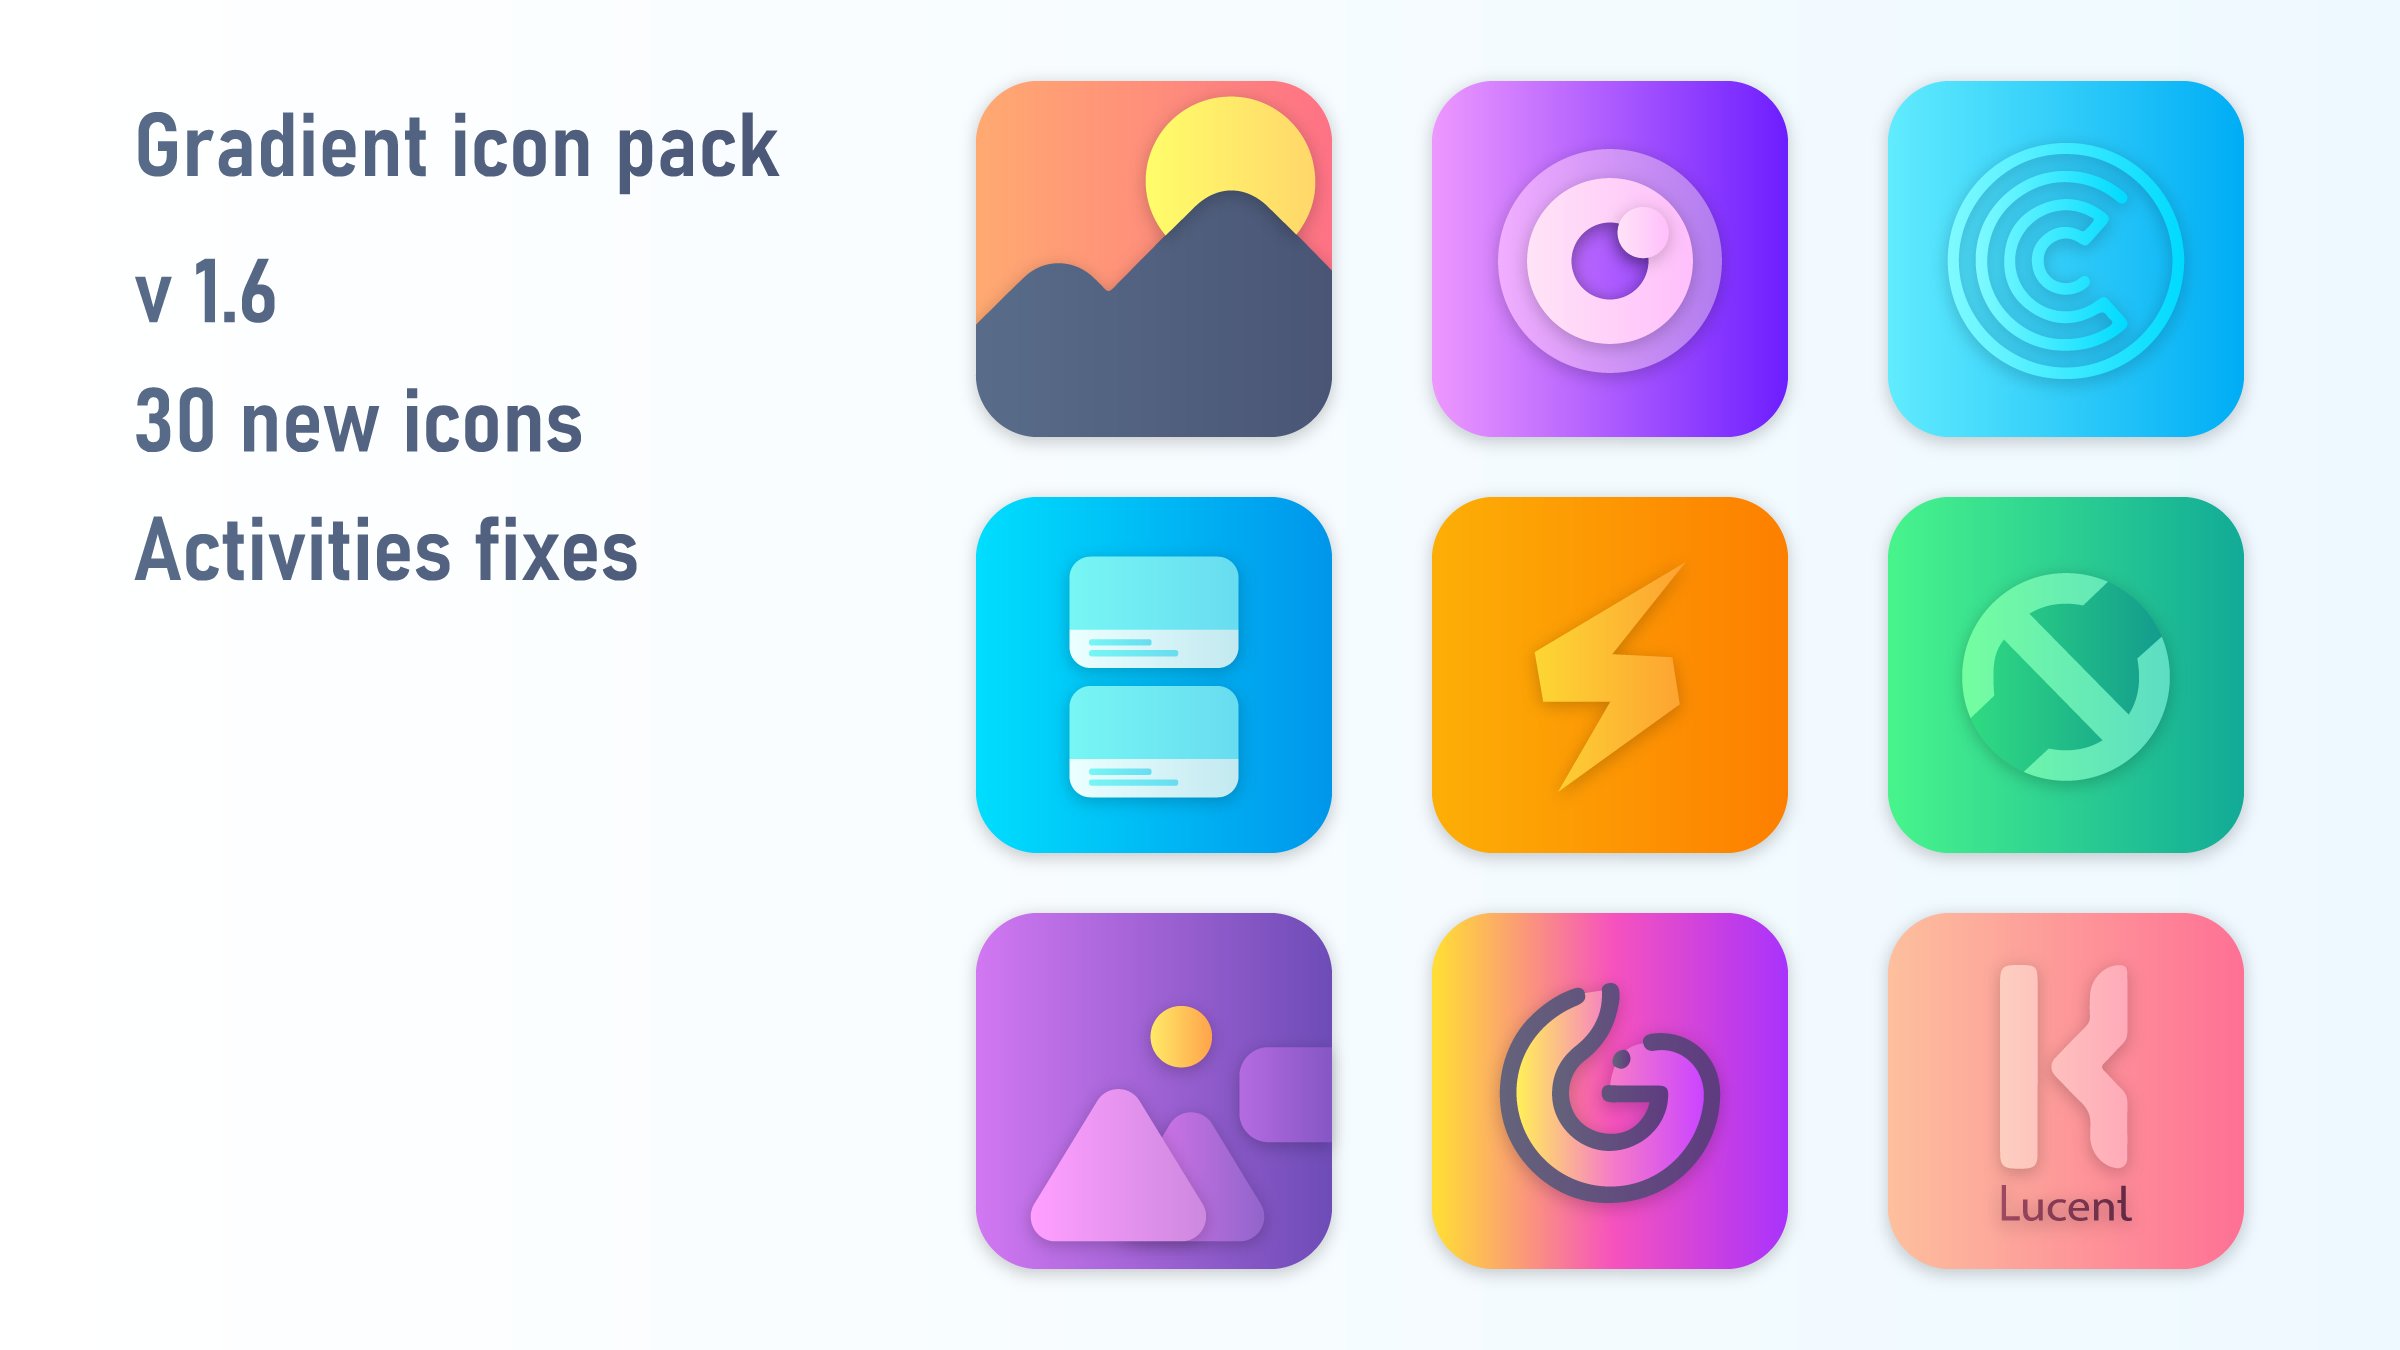 Gradient icon pack
v 1.6
30 new icons
Activities fixes
Lucent